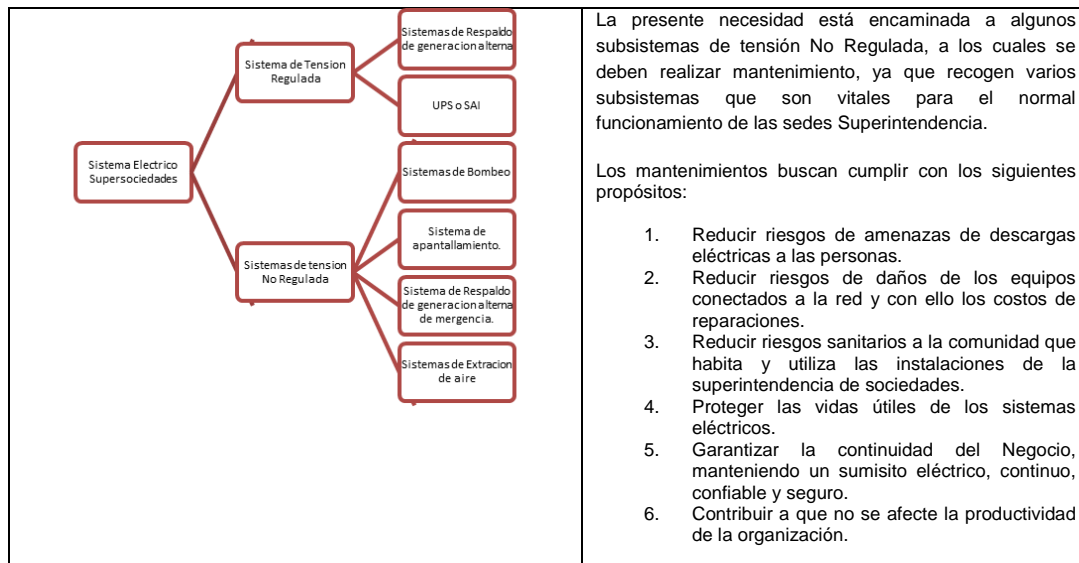 Sistemas de Respaldo
de generacion alterna
Sistema de Tension
Regulada
UPS o SAI
Sistema Electrico
Supersociedades
Sistemas de Bombeo
Sistema de
apantallamiento.
Sistemas de tension
No Regulada
Sistema de Respaldo
de generacion alterna
de mergencia.
Sistemas de Extracion
de aire
La presente necesidad está encaminada a algunos
subsistemas de tensión No Regulada, a los cuales se
deben realizar mantenimiento, ya que recogen varios
subsistemas que son vitales para el normal
funcionamiento de las sedes Superintendencia.
Los mantenimientos buscan cumplir con los siguientes
propósitos:
1. Reducir riesgos de amenazas de descargas
eléctricas a las personas.
2. Reducir riesgos de daños de los equipos
conectados a la red y con ello los costos de
reparaciones.
3. Reducir riesgos sanitarios a la comunidad que
habita y utiliza las instalaciones de la
superintendencia de sociedades.
4. Proteger las vidas útiles de los sistemas
eléctricos.
5. Garantizar la continuidad del Negocio,
manteniendo un sumisito eléctrico, continuo,
confiable y seguro.
6. Contribuir a que no se afecte la productividad
de la organización.